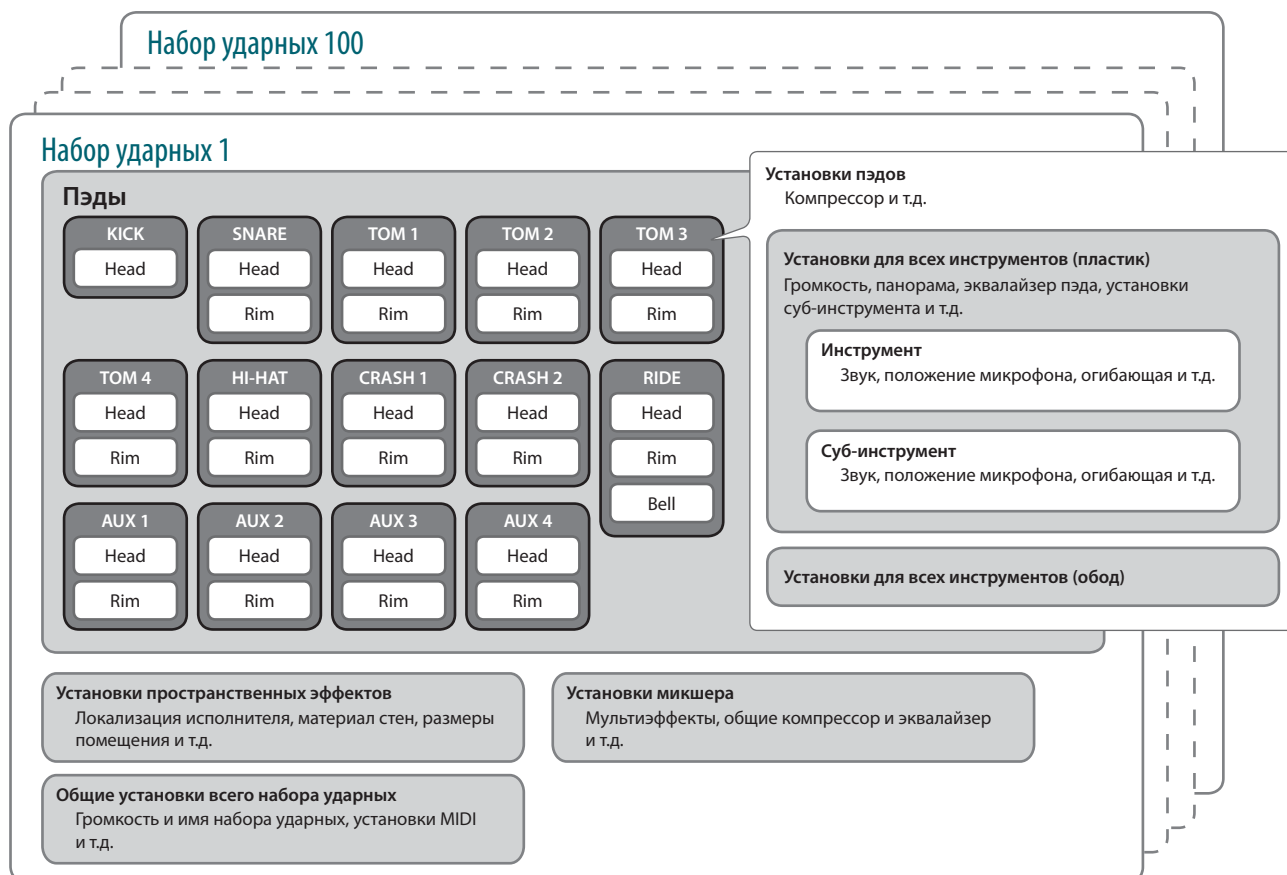 Набор ударных 100
Набор ударных 1
Пэды
KICK
Head
SNARE
Head
Rim
TOM 1
Head
Rim
TOM 2
Head
Rim
TOM 3
Head
Rim
TOM 4
Head
Rim
HI-HAT
Head
Rim
CRASH 1
Head
Rim
CRASH 2
Head
Rim
RIDE
Head
Rim
Bell
AUX 1
Head
Rim
AUX 2
Head
Rim
AUX 3
Head
Rim
AUX 4
Head
Rim
Установки пэдов
Компрессор и т.д.
Установки для всех инструментов (пластик)
Громкость, панорама, эквалайзер пэда, установки
суб-инструмента и т.д.
Инструмент
Звук, положение микрофона, огибающая и т.д.
Суб-инструмент
Звук, положение микрофона, огибающая и т.д.
Установки для всех инструментов (обод)
Установки пространственных эффектов
Локализация исполнителя, материал стен, размеры
помещения и т.д.
Установки микшера
Мультиэффекты, общие компрессор и эквалайзер
и т.д.
Общие установки всего набора ударных
Громкость и имя набора ударных, установки MIDI
и т.д.